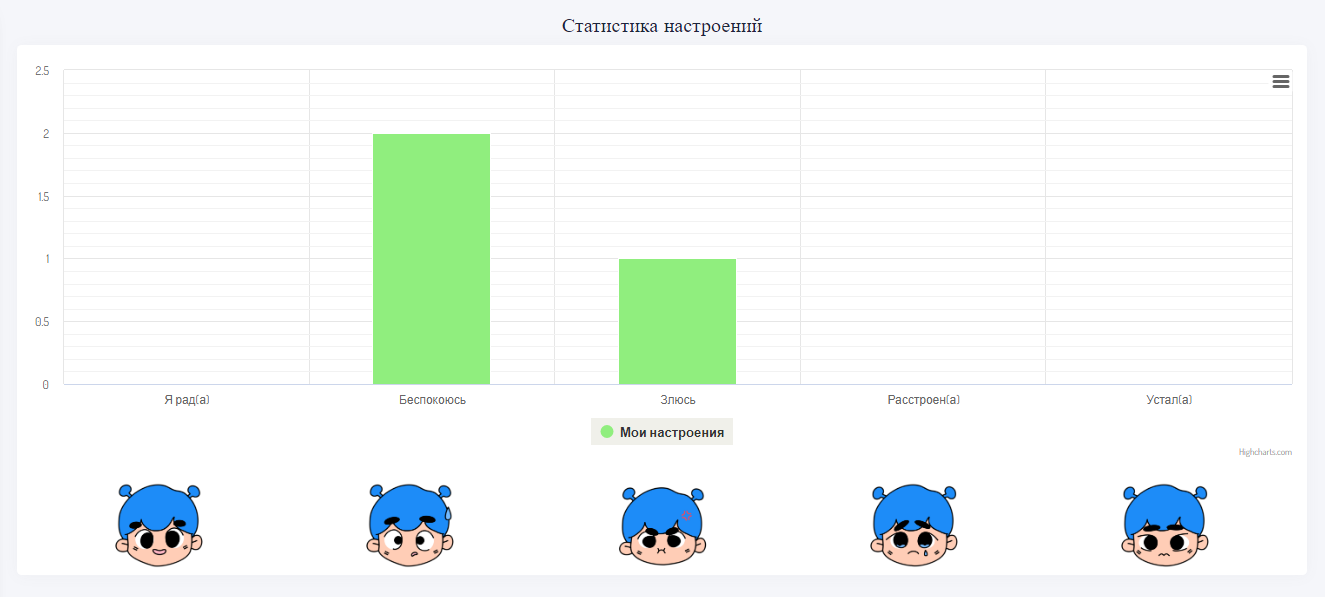 Статистика настроений
2.5
2
1.5
1
0.5
0
Я рад(а) Беспокоюсь Злюсь Расстроен(а) Устал(а)
Мои настроения
Highcharts.com